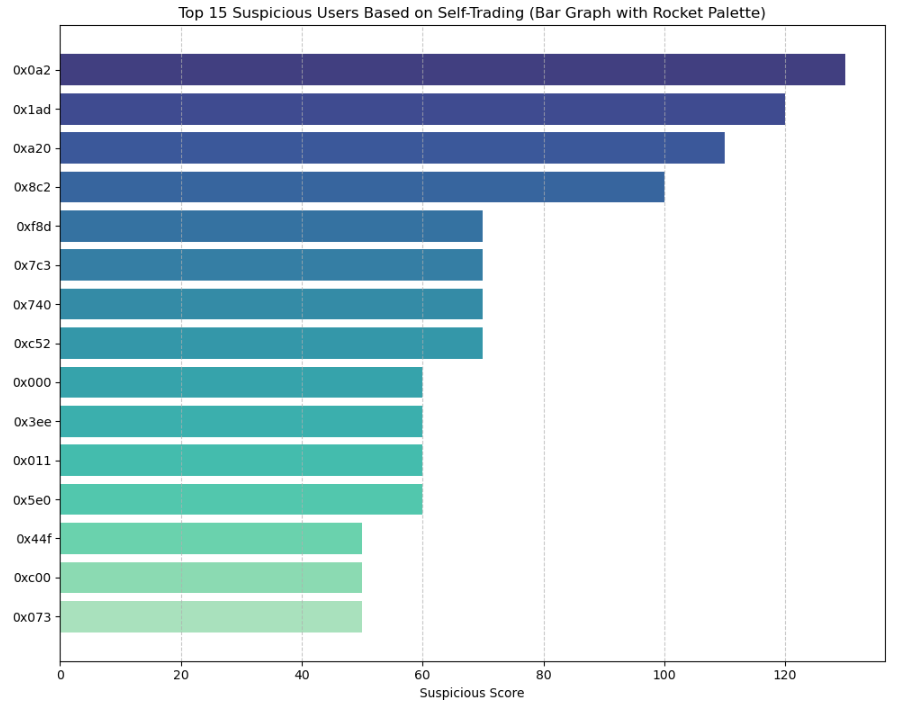 Top 15 Suspicious Users Based on Self-Trading (Bar Graph with Rocket Palette)
0x0a2
0x1ad
0xa20
0x8c2
0xf8d
0x7c3
0x740
0xc52
0x000
0x3ee
0x011
0x5e0
0x44f
0xc00
0x073
0 20 40 60 80 100 120
Suspicious Score